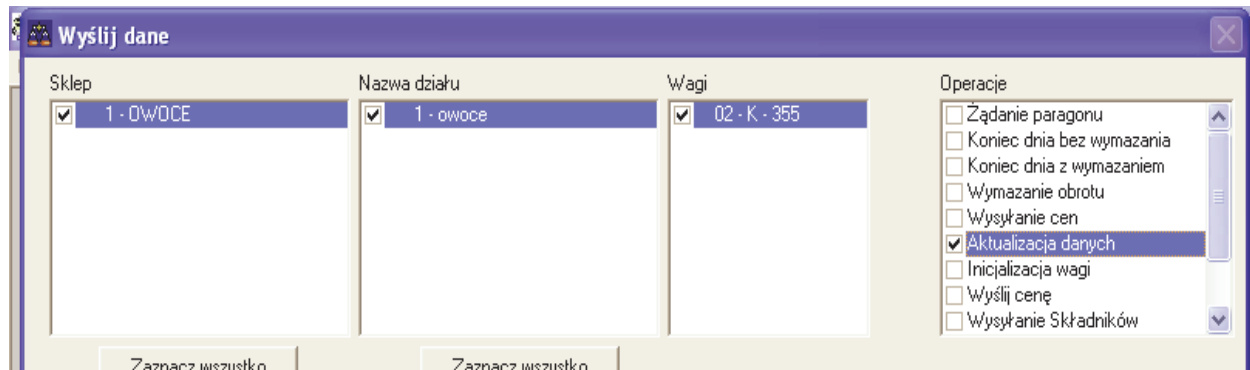 Wyślij dane
Sklep
1 - OWOCE
Nazwa działu
1 - owoce
Wagi
02 - K - 355
Operacje
Żądanie paragonu
Koniec dnia bez wymazania
Koniec dnia z wymazaniem
Wymazanie obrotu
Wysyłanie cen
Aktualizacja danych
Inicjalizacja wagi
Wyślij cenę
Wysyłanie Składników
Zaznacz wszystko
Zaznacz wszystko